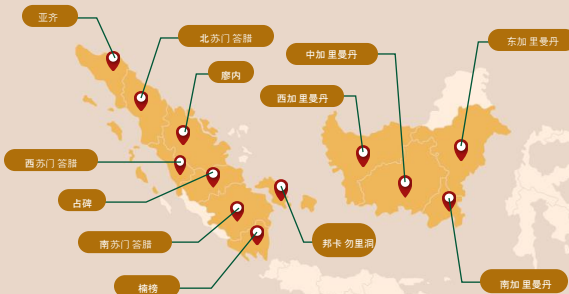 亚齐
北苏门答腊
东加里曼丹
中加里曼丹
廖内
西加里曼丹
西苏门答腊
占碑
南苏门答腊
邦卡勿里洞
楠榜
南加里曼丹